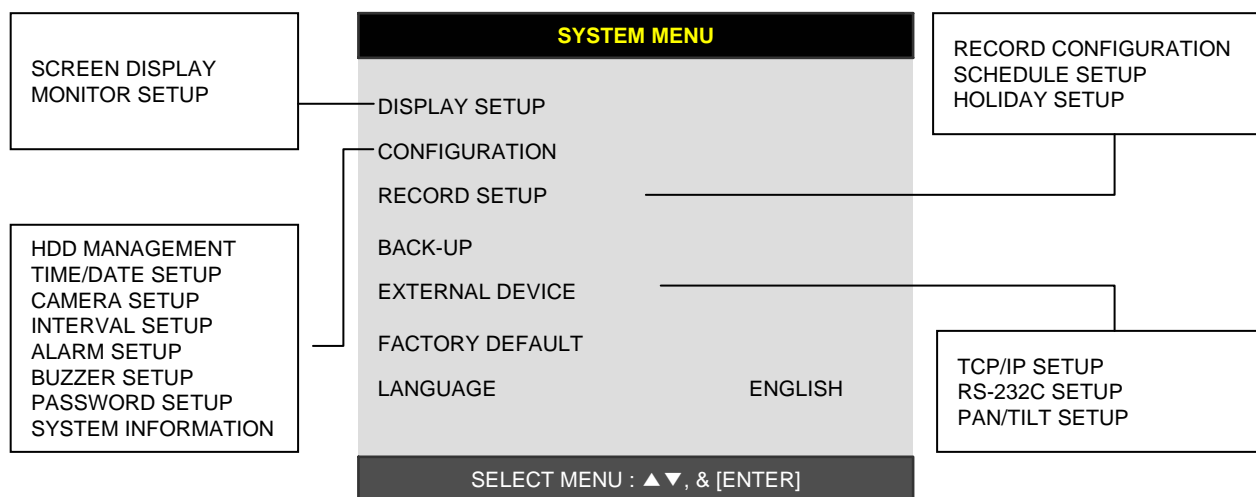 SCREEN DISPLAY
MONITOR SETUP
HDD MANAGEMENT
TIME/DATE SETUP
CAMERA SETUP
INTERVAL SETUP
ALARM SETUP
BUZZER SETUP
PASSWORD SETUP
SYSTEM INFORMATION
SYSTEM MENU
DISPLAY SETUP
CONFIGURATION
RECORD SETUP
BACK-UP
EXTERNAL DEVICE
FACTORY DEFAULT
LANGUAGE ENGLISH
SELECT MENU : ▲▼, & [ENTER]
RECORD CONFIGURATION
SCHEDULE SETUP
HOLIDAY SETUP
TCP/IP SETUP
RS-232C SETUP
PAN/TILT SETUP